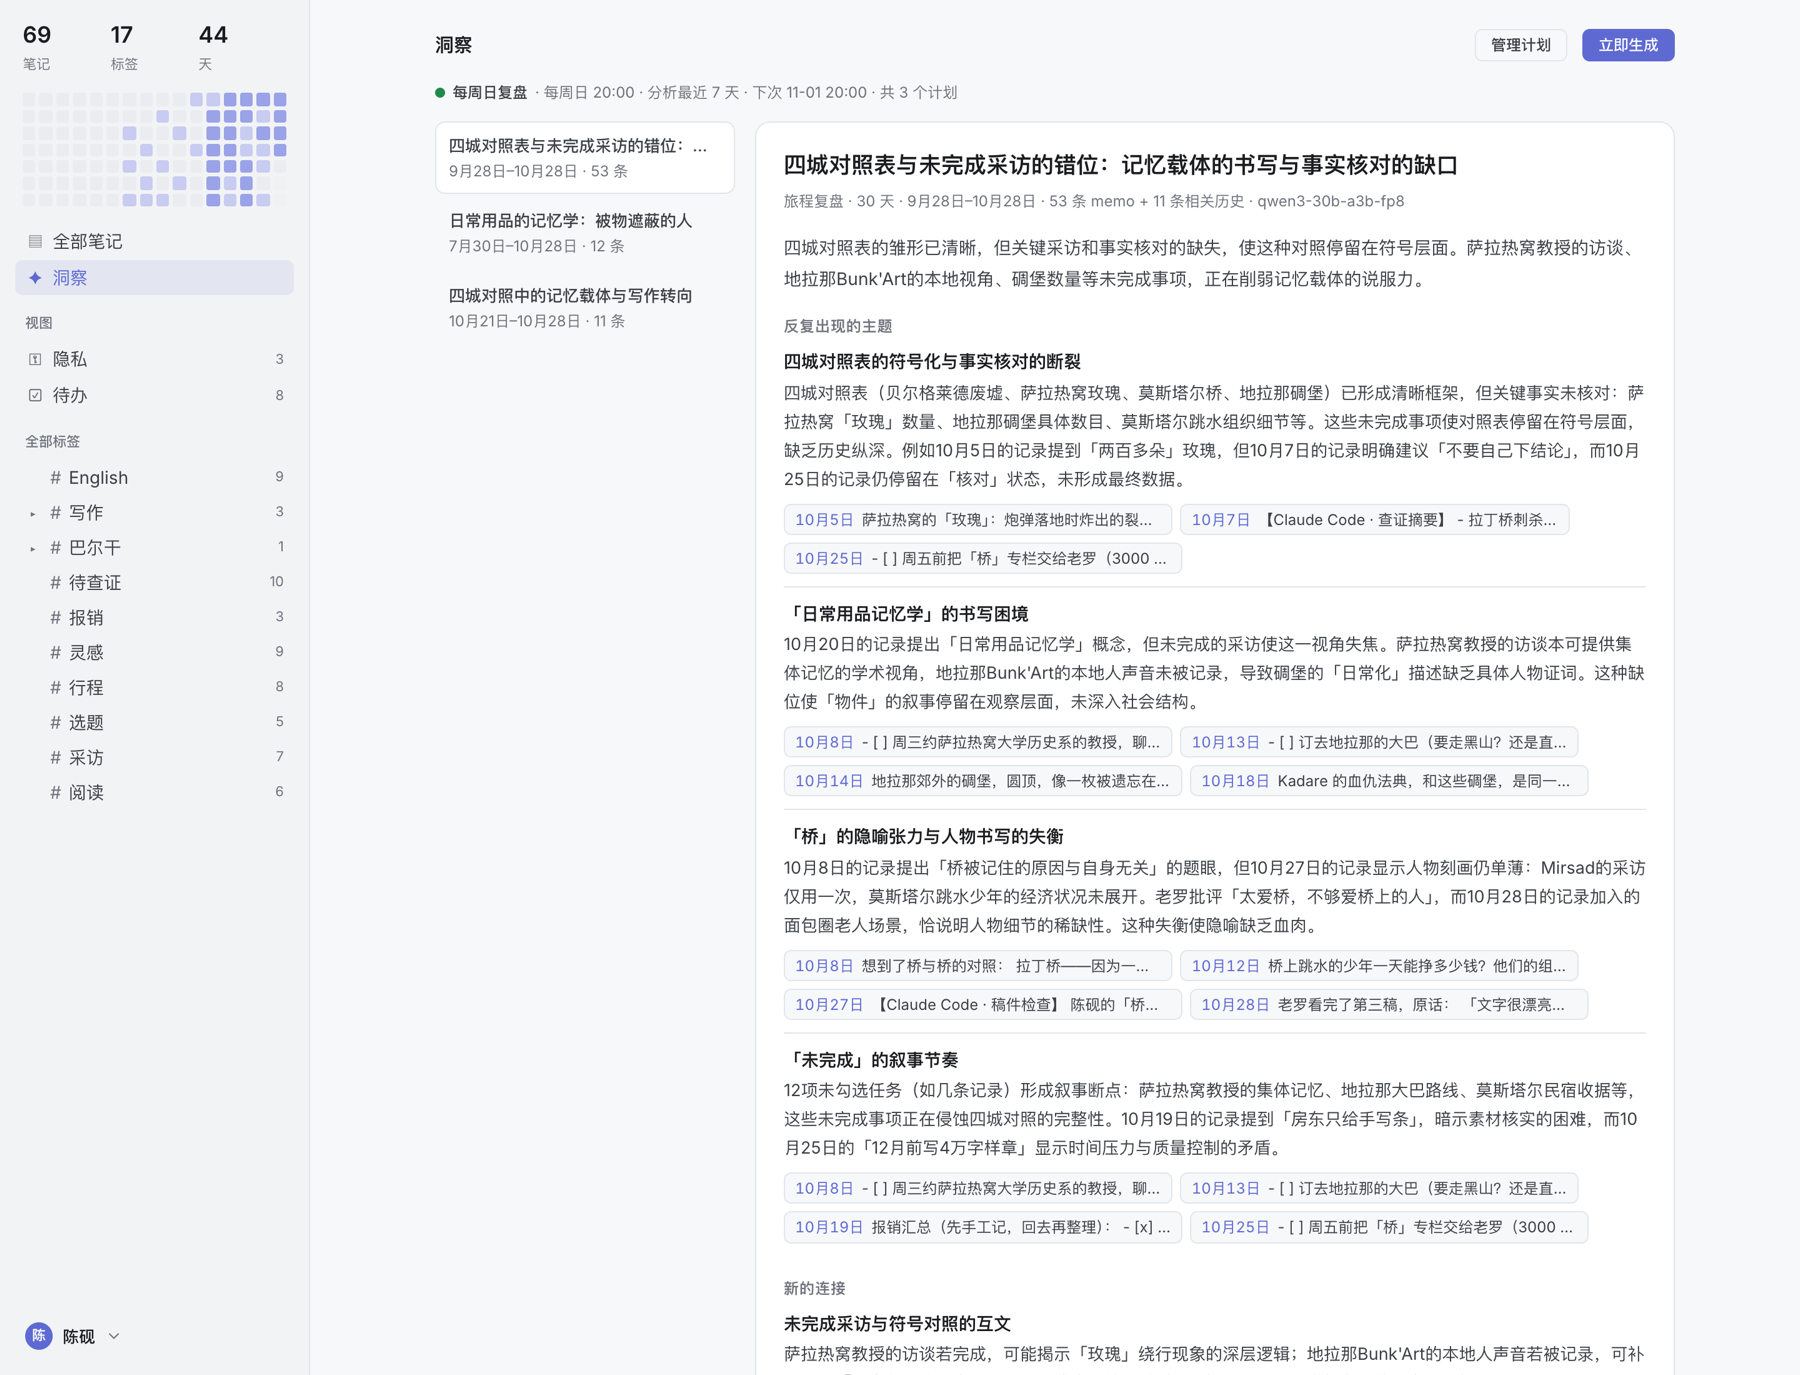 69
17
44
笔记
标签
天
全部笔记
洞察
视图
隐私
3
待办
8
全部标签
# English
9
# 写作
3
# 巴尔干
1
# 待查证
10
# 报销
3
# 灵感
9
# 行程
8
# 选题
5
# 采访
7
# 阅读
6
陈
陈砚
洞察
管理计划
立即生成
每周日复盘 · 每周日 20:00 · 分析最近 7 天 · 下次 11-01 20:00 · 共 3 个计划
四城对照表与未完成采访的错位：...
9月28日–10月28日 · 53 条
日常用品的记忆学：被物遮蔽的人
7月30日–10月28日 · 12 条
四城对照中的记忆载体与写作转向
10月21日–10月28日 · 11 条
四城对照表与未完成采访的错位：记忆载体的书写与事实核对的缺口
旅程复盘 · 30 天 · 9月28日–10月28日 · 53 条 memo + 11 条相关历史 · qwen3-30b-a3b-fp8
四城对照表的雏形已清晰，但关键采访和事实核对的缺失，使这种对照停留在符号层面。萨拉热窝教授的访谈、
地拉那Bunk'Art的本地视角、碉堡数量等未完成事项，正在削弱记忆载体的说服力。
反复出现的主题
四城对照表的符号化与事实核对的断裂
四城对照表（贝尔格莱德废墟、萨拉热窝玫瑰、莫斯塔尔桥、地拉那碉堡）已形成清晰框架，但关键事实未核对：萨
拉热窝「玫瑰」数量、地拉那碉堡具体数目、莫斯塔尔跳水组织细节等。这些未完成事项使对照表停留在符号层面，
缺乏历史纵深。例如10月5日的记录提到「两百多朵」玫瑰，但10月7日的记录明确建议「不要自己下结论」，而10月
25日的记录仍停留在「核对」状态，未形成最终数据。
10月5日 萨拉热窝的「玫瑰」：炮弹落地时炸出的裂...
10月7日 【Claude Code · 查证摘要】 - 拉丁桥刺杀...
10月25日 - [ ] 周五前把「桥」专栏交给老罗（3000 ...
「日常用品记忆学」的书写困境
10月20日的记录提出「日常用品记忆学」概念，但未完成的采访使这一视角失焦。萨拉热窝教授的访谈本可提供集
体记忆的学术视角，地拉那Bunk'Art的本地人声音未被记录，导致碉堡的「日常化」描述缺乏具体人物证词。这种缺
位使「物件」的叙事停留在观察层面，未深入社会结构。
10月8日 - [ ] 周三约萨拉热窝大学历史系的教授，聊...
10月13日 - [ ] 订去地拉那的大巴（要走黑山？还是直...
10月14日 地拉那郊外的碉堡，圆顶，像一枚被遗忘在...
10月18日 Kadare 的血仇法典，和这些碉堡，是同一...
「桥」的隐喻张力与人物书写的失衡
10月8日的记录提出「桥被记住的原因与自身无关」的题眼，但10月27日的记录显示人物刻画仍单薄：Mirsad的采访
仅用一次，莫斯塔尔跳水少年的经济状况未展开。老罗批评「太爱桥，不够爱桥上的人」，而10月28日的记录加入的
面包圈老人场景，恰说明人物细节的稀缺性。这种失衡使隐喻缺乏血肉。
10月8日 想到了桥与桥的对照： 拉丁桥——因为一...
10月12日 桥上跳水的少年一天能挣多少钱？他们的组...
10月27日 【Claude Code · 稿件检查】 陈砚的「桥...
10月28日 老罗看完了第三稿，原话： 「文字很漂亮...
「未完成」的叙事节奏
12项未勾选任务（如几条记录）形成叙事断点：萨拉热窝教授的集体记忆、地拉那大巴路线、莫斯塔尔民宿收据等，
这些未完成事项正在侵蚀四城对照的完整性。10月19日的记录提到「房东只给手写条」，暗示素材核实的困难，而10
月25日的「12月前写4万字样章」显示时间压力与质量控制的矛盾。
10月8日 - [ ] 周三约萨拉热窝大学历史系的教授，聊...
10月13日 - [ ] 订去地拉那的大巴（要走黑山？还是直...
10月19日 报销汇总（先手工记，回去再整理）： - [x] ...
10月25日 - [ ] 周五前把「桥」专栏交给老罗（3000 ...
新的连接
未完成采访与符号对照的互文
萨拉热窝教授的访谈若完成，可能揭示「玫瑰」绕行现象的深层逻辑；地拉那Bunk'Art的本地人声音若被记录，可补